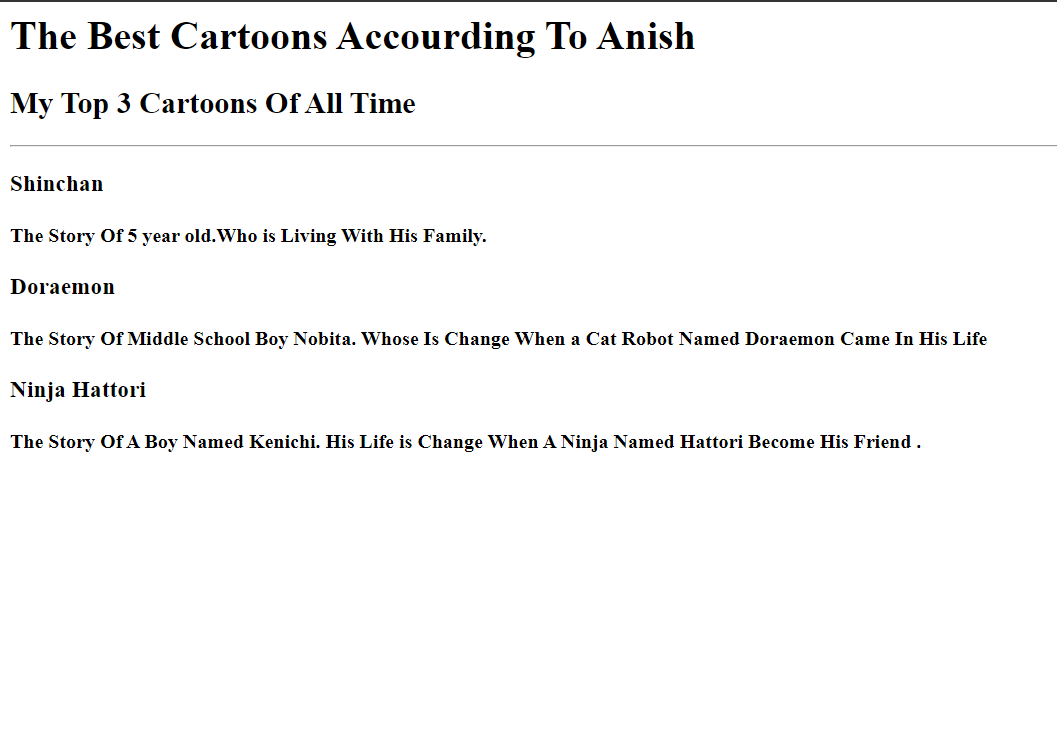 The Best Cartoons Accourding To Anish
My Top 3 Cartoons Of All Time
Shinchan
The Story Of 5 year old.Who is Living With His Family.
Doraemon
The Story Of Middle School Boy Nobita. Whose Is Change When a Cat Robot Named Doraemon Came In His Life
Ninja Hattori
The Story Of A Boy Named Kenichi. His Life is Change When A Ninja Named Hattori Become His Friend .